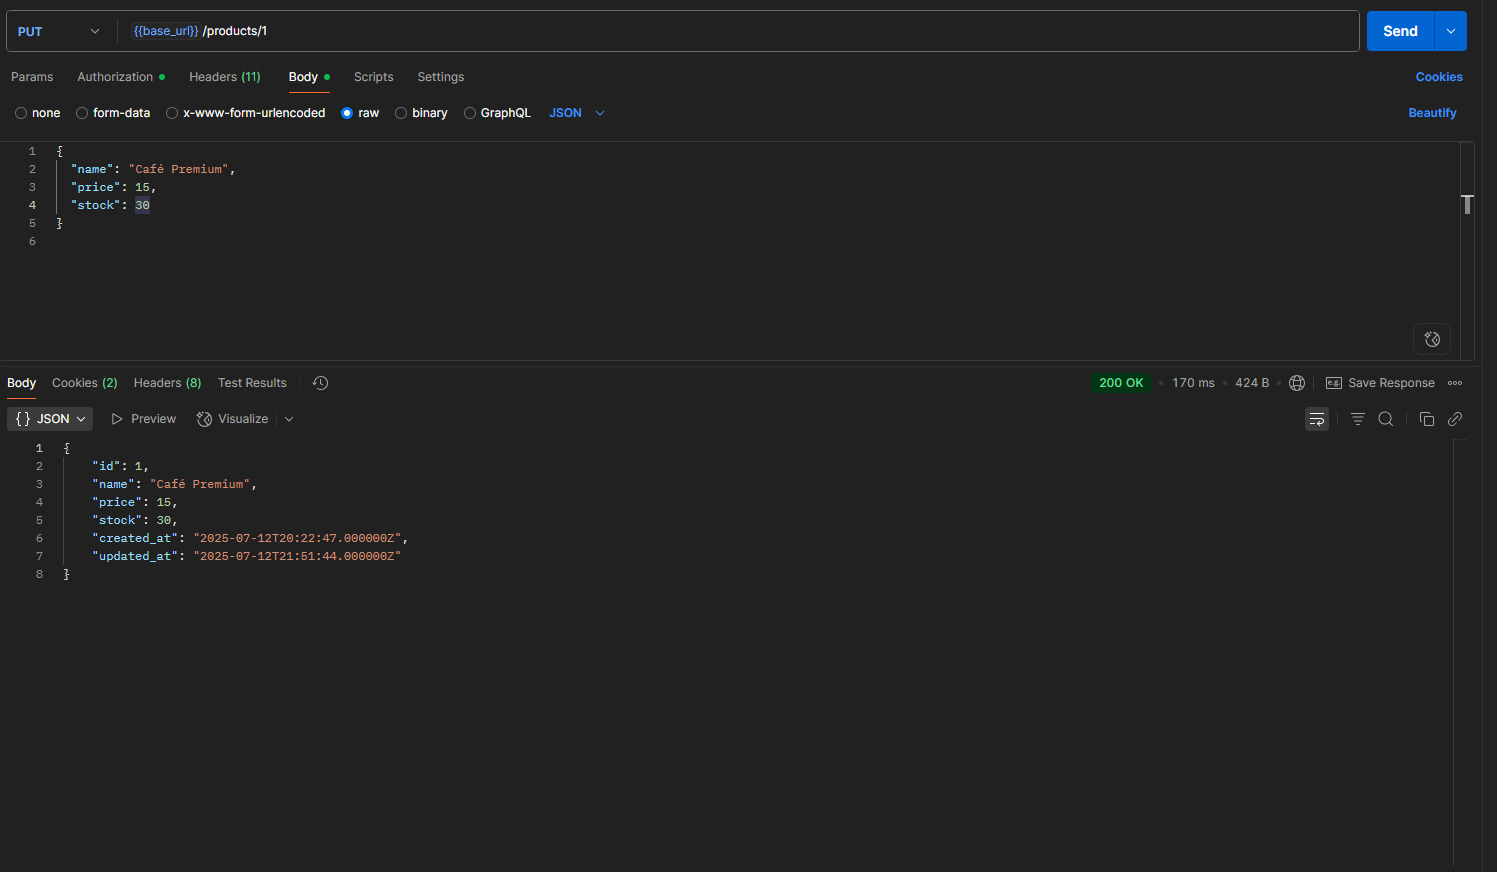 PUT {{base_url}} /products/1 Send
Params Authorization Headers (11) Body Scripts Settings Cookies
none form-data x-www-form-urlencoded raw binary GraphQL JSON Beautify
1 {
2 "name": "Café Premium",
3 "price": 15,
4 "stock": 30
5 }
6
Body Cookies (2) Headers (8) Test Results 200 OK • 170 ms • 424 B • e.g. Save Response
{} JSON Preview Visualize
1 {
2 "id": 1,
3 "name": "Café Premium",
4 "price": 15,
5 "stock": 30,
6 "created_at": "2025-07-12T20:22:47.000000Z",
7 "updated_at": "2025-07-12T21:51:44.000000Z"
8 }